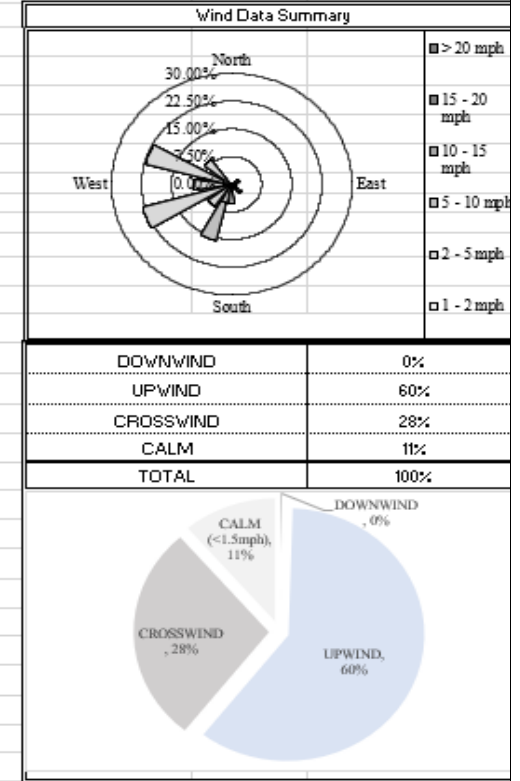 Wind Data Summary
North
30.00%
22.50%
15.00%
7.50%
0.00%
West
East
South
> 20 mph
15 - 20
mph
10 - 15
mph
5 - 10 mph
2 - 5 mph
1 - 2 mph
DOWNWIND 0%
UPWIND 60%
CROSSWIND 28%
CALM 11%
TOTAL 100%
DOWNWIND
, 0%
CALM
(<1.5mph),
11%
CROSSWIND
, 28%
UPWIND,
60%